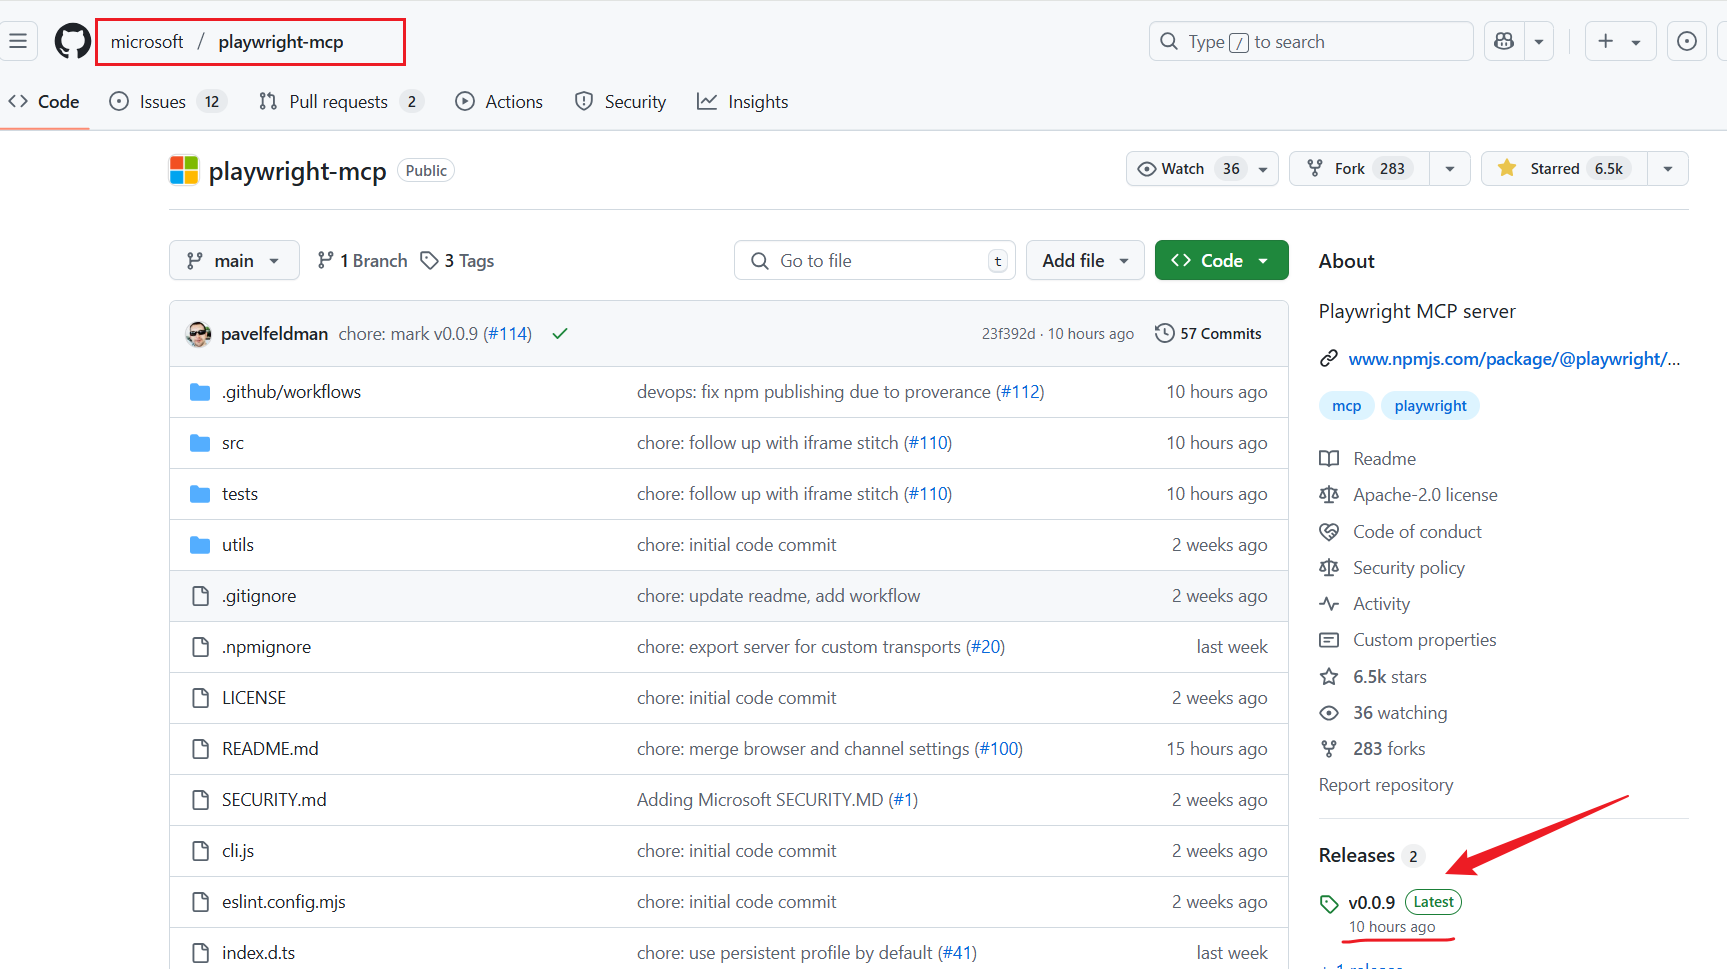 microsoft / playwright-mcp
Type / to search
Code Issues 12 Pull requests 2 Actions Security Insights
playwright-mcp Public
Watch 36 Fork 283 Starred 6.5k
main 1 Branch 3 Tags Go to file t Add file Code
pavelfeldman chore: mark v0.0.9 (#114) 23f392d · 10 hours ago 57 Commits
.github/workflows devops: fix npm publishing due to proverance (#112) 10 hours ago
src chore: follow up with iframe stitch (#110) 10 hours ago
tests chore: follow up with iframe stitch (#110) 10 hours ago
utils chore: initial code commit 2 weeks ago
.gitignore chore: update readme, add workflow 2 weeks ago
.npmignore chore: export server for custom transports (#20) last week
LICENSE chore: initial code commit 2 weeks ago
README.md chore: merge browser and channel settings (#100) 15 hours ago
SECURITY.md Adding Microsoft SECURITY.MD (#1) 2 weeks ago
cli.js chore: initial code commit 2 weeks ago
eslint.config.mjs chore: initial code commit 2 weeks ago
index.d.ts chore: use persistent profile by default (#41) last week
About
Playwright MCP server
www.npmjs.com/package/@playwright/...
mcp playwright
Readme
Apache-2.0 license
Code of conduct
Security policy
Activity
Custom properties
6.5k stars
36 watching
283 forks
Report repository
Releases 2
v0.0.9 Latest
10 hours ago
+ 1 release